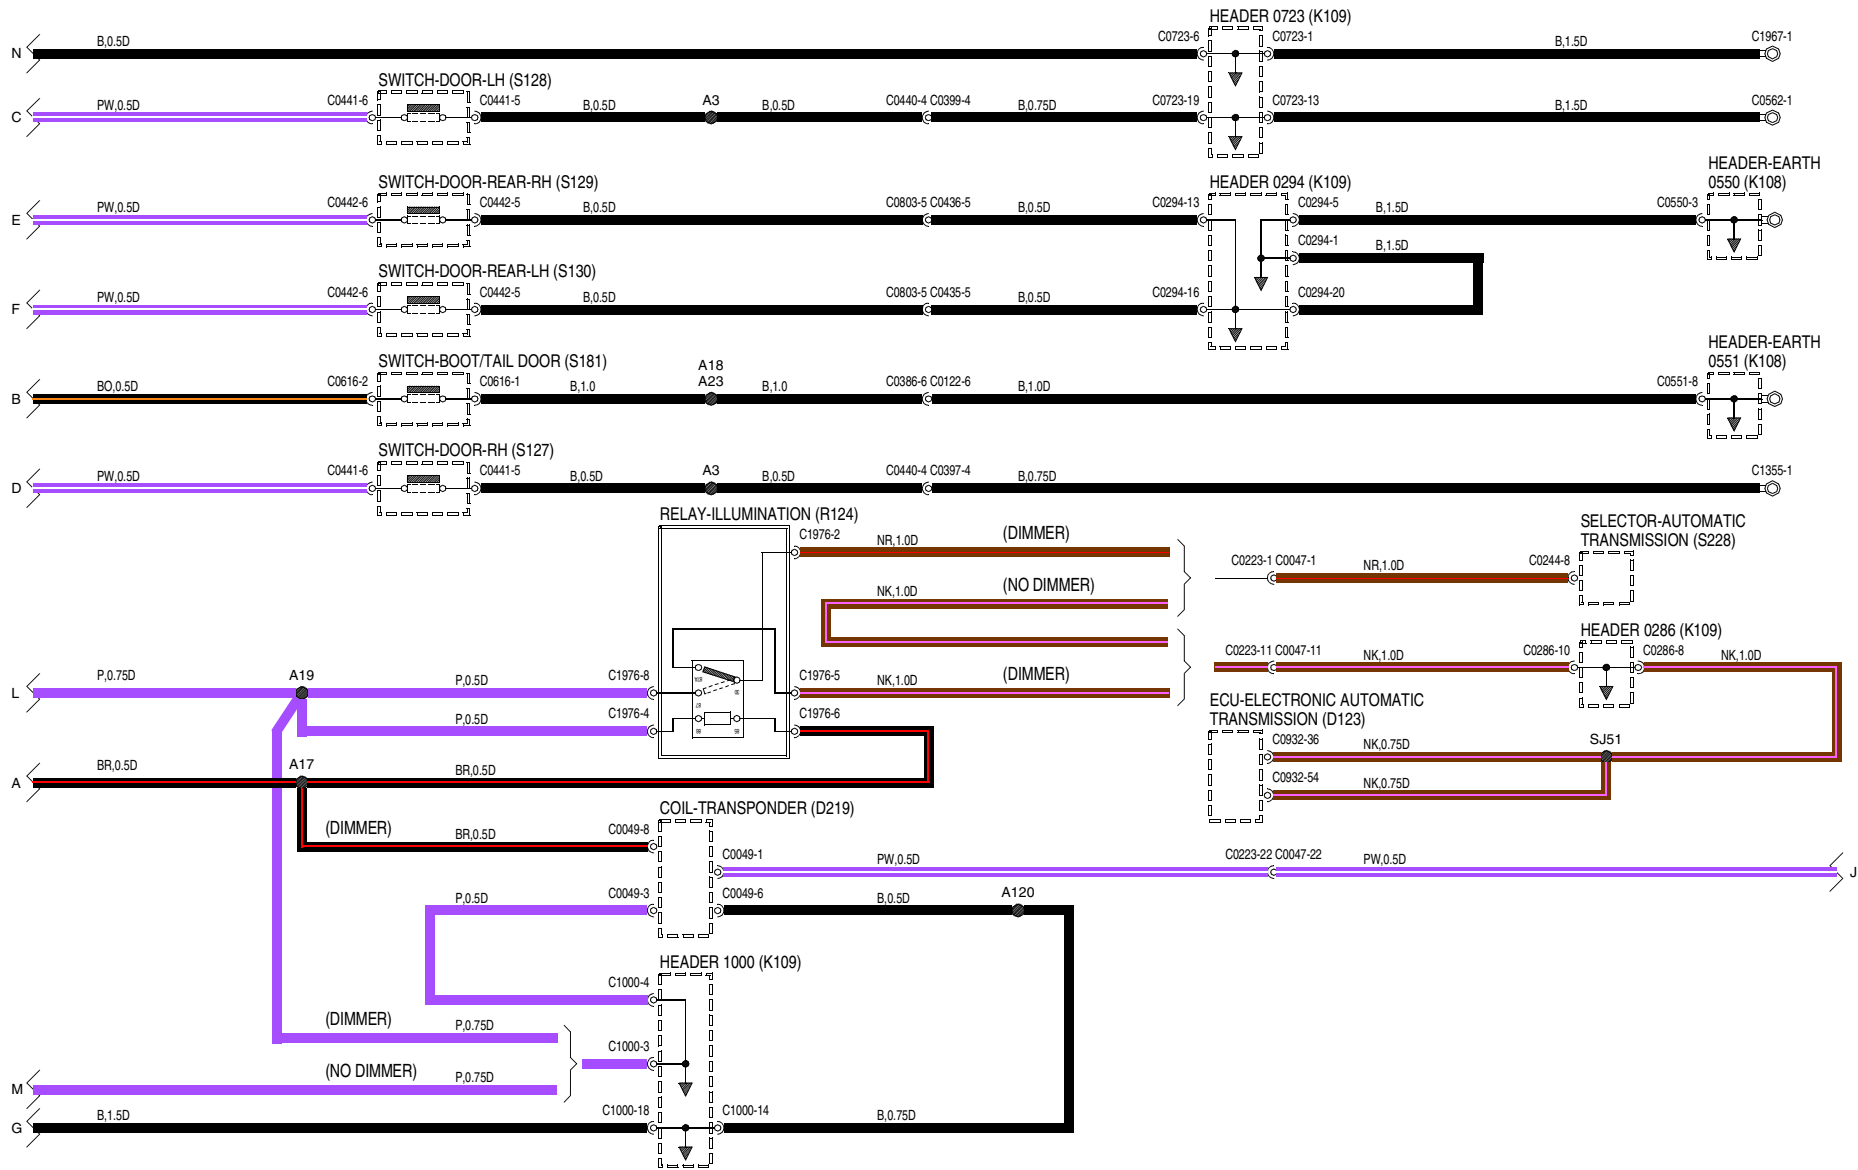 HEADER 0723 (K109)
N B,0.5D C0723-6 C0723-1 B,1.5D C1967-1
SWITCH-DOOR-LH (S128)
C PW,0.5D C0441-6 C0441-5 B,0.5D A3 B,0.5D C0440-4 C0399-4 B,0.75D C0723-19 C0723-13 B,1.5D C0562-1
SWITCH-DOOR-REAR-RH (S129) HEADER 0294 (K109) HEADER-EARTH
0550 (K108)
E PW,0.5D C0442-6 C0442-5 B,0.5D C0803-5 C0436-5 B,0.5D C0294-13 C0294-5 B,1.5D C0550-3
C0294-1 B,1.5D
SWITCH-DOOR-REAR-LH (S130)
F PW,0.5D C0442-6 C0442-5 B,0.5D C0803-5 C0435-5 B,0.5D C0294-16 C0294-20
HEADER-EARTH
0551 (K108)
SWITCH-BOOT/TAIL DOOR (S181) A18
B BO,0.5D C0616-2 C0616-1 B,1.0 A23 B,1.0 C0386-6 C0122-6 B,1.0D C0551-8
SWITCH-DOOR-RH (S127)
D PW,0.5D C0441-6 C0441-5 B,0.5D A3 B,0.5D C0440-4 C0397-4 B,0.75D C1355-1
RELAY-ILLUMINATION (R124) SELECTOR-AUTOMATIC
TRANSMISSION (S228)
C1976-2 NR,1.0D (DIMMER)
C0223-1 C0047-1 NR,1.0D C0244-8
NK,1.0D (NO DIMMER)
HEADER 0286 (K109)
C0223-11 C0047-11 NK,1.0D C0286-10 C0286-8 NK,1.0D
L P,0.75D A19 P,0.5D C1976-8 C1976-5 NK,1.0D (DIMMER)
ECU-ELECTRONIC AUTOMATIC
TRANSMISSION (D123)
P,0.5D C1976-4 C1976-6
C0932-36 NK,0.75D SJ51
A BR,0.5D A17 BR,0.5D
C0932-54 NK,0.75D
COIL-TRANSPONDER (D219)
(DIMMER) BR,0.5D C0049-8
C0049-1 PW,0.5D C0223-22 C0047-22 PW,0.5D J
P,0.5D C0049-3 C0049-6 B,0.5D A120
HEADER 1000 (K109)
C1000-4
(DIMMER) P,0.75D
C1000-3
M (NO DIMMER) P,0.75D
G B,1.5D C1000-18 C1000-14 B,0.75D